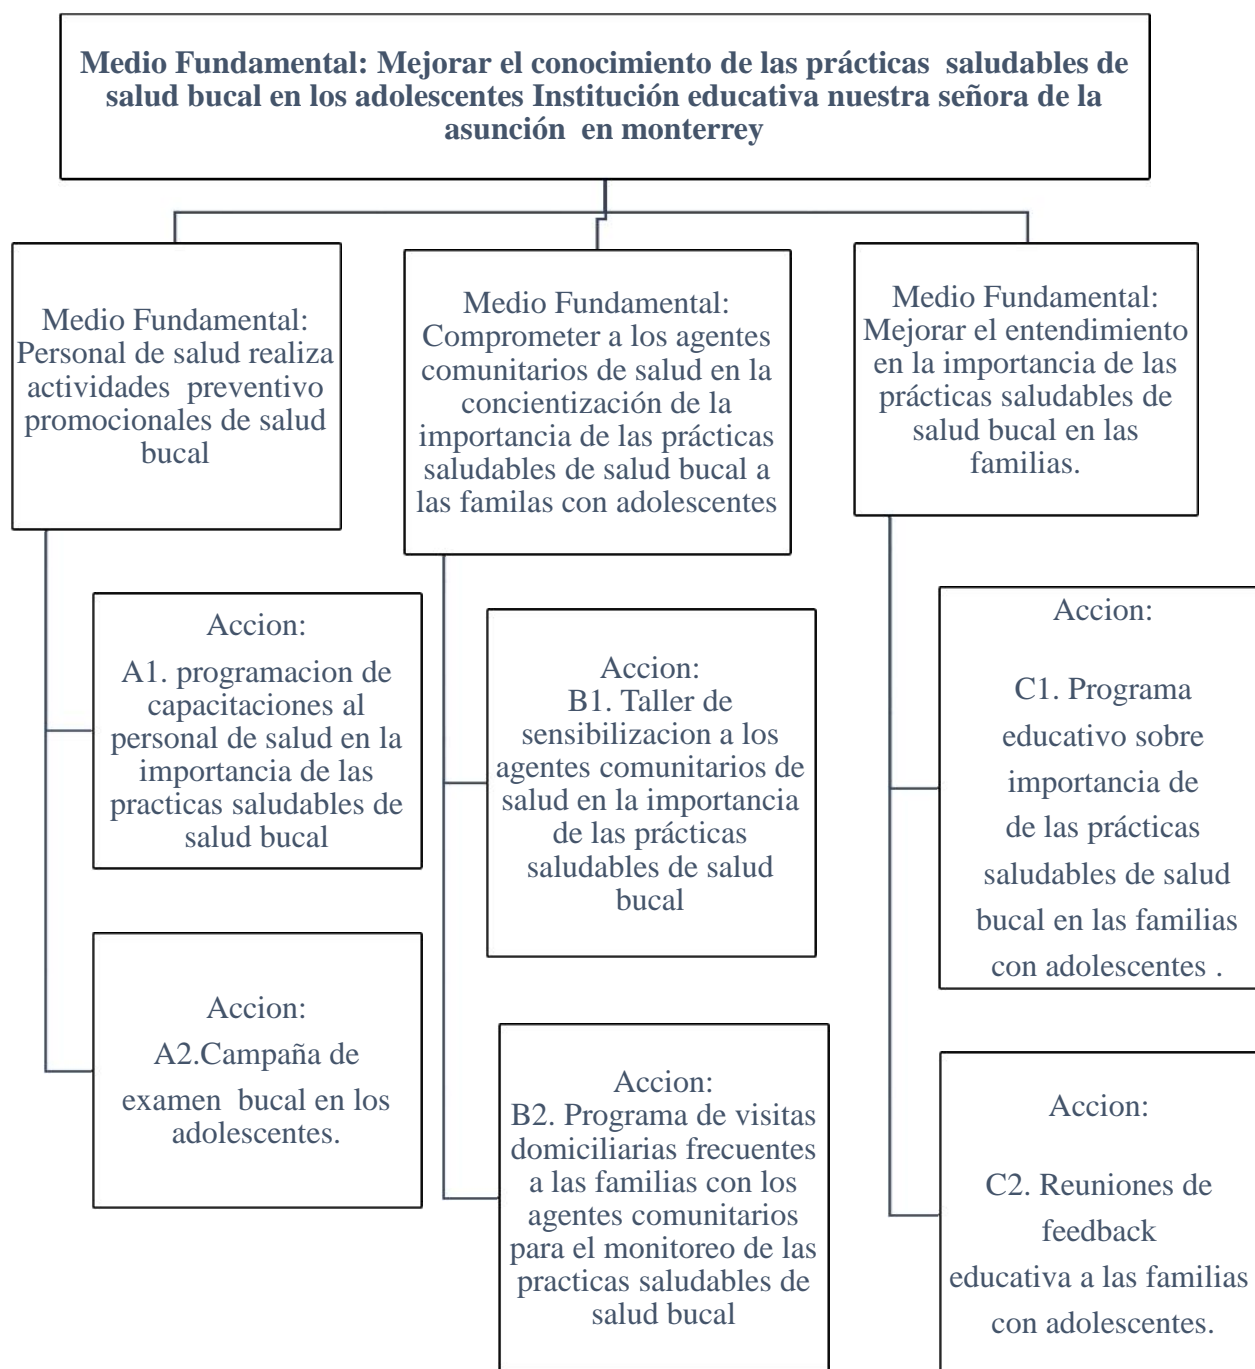 Medio Fundamental: Mejorar el conocimiento de las prácticas  saludables de
salud bucal en los adolescentes Institución educativa nuestra señora de la
asunción  en monterrey
Medio Fundamental:
Personal de salud realiza
actividades  preventivo
promocionales de salud
bucal
Medio Fundamental:
Comprometer a los agentes
comunitarios de salud en la
concientización de la
importancia de las prácticas
saludables de salud bucal a
las familas con adolescentes
Medio Fundamental:
Mejorar el entendimiento
en la importancia de las
prácticas saludables de
salud bucal en las
familias.
Accion:
A1. programacion de
capacitaciones al
personal de salud en la
importancia de las
practicas saludables de
salud bucal
Accion:
A2.Campaña de
examen  bucal en los
adolescentes.
Accion:
B1. Taller de
sensibilizacion a los
agentes comunitarios de
salud en la importancia
de las prácticas
saludables de salud
bucal
Accion:
B2. Programa de visitas
domiciliarias frecuentes
a las familias con los
agentes comunitarios
para el monitoreo de las
practicas saludables de
salud bucal
Accion:
C1. Programa
educativo sobre
importancia de
de las prácticas
saludables de salud
bucal en las familias
con adolescentes .
Accion:
C2. Reuniones de
feedback
educativa a las familias
con adolescentes.